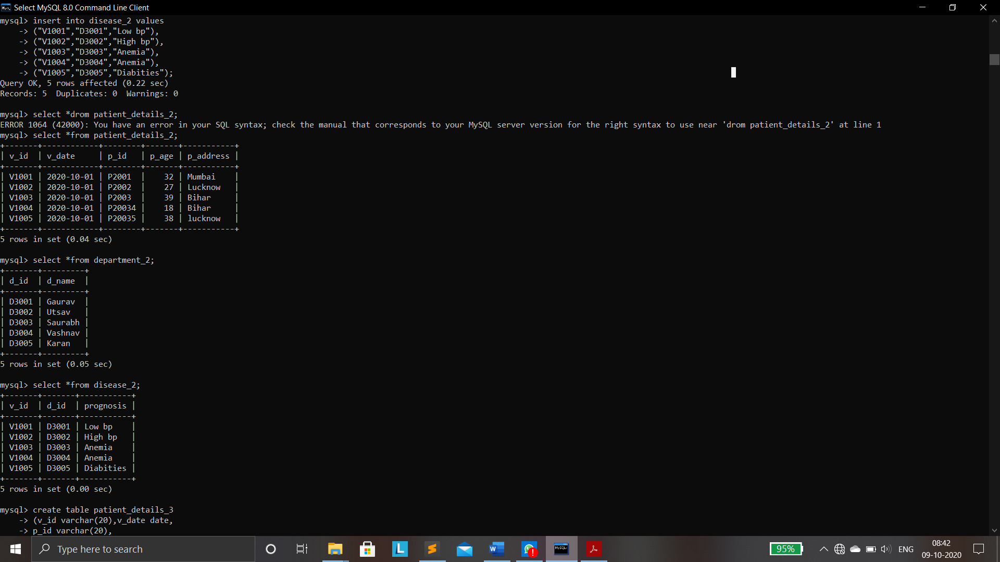 Select MySQL 8.0 Command Line Client
mysql> insert into disease_2 values
    -> ("V1001","D3001","Low bp"),
    -> ("V1002","D3002","High bp"),
    -> ("V1003","D3003","Anemia"),
    -> ("V1004","D3004","Anemia"),
    -> ("V1005","D3005","Diabities");
Query OK, 5 rows affected (0.22 sec)
Records: 5  Duplicates: 0  Warnings: 0
mysql> select *drom patient_details_2;
ERROR 1064 (42000): You have an error in your SQL syntax; check the manual that corresponds to your MySQL server version for the right syntax to use near 'drom patient_details_2' at line 1
mysql> select *from patient_details_2;
+-------+------------+--------+-------+-----------+
| v_id  | v_date     | p_id   | p_age | p_address |
+-------+------------+--------+-------+-----------+
| V1001 | 2020-10-01 | P2001  |    32 | Mumbai    |
| V1002 | 2020-10-01 | P2002  |    27 | Lucknow   |
| V1003 | 2020-10-01 | P2003  |    39 | Bihar     |
| V1004 | 2020-10-01 | P20034 |    18 | Bihar     |
| V1005 | 2020-10-01 | P20035 |    38 | lucknow   |
+-------+------------+--------+-------+-----------+
5 rows in set (0.04 sec)
mysql> select *from department_2;
+-------+---------+
| d_id  | d_name  |
+-------+---------+
| D3001 | Gaurav  |
| D3002 | Utsav   |
| D3003 | Saurabh |
| D3004 | Vashnav |
| D3005 | Karan   |
+-------+---------+
5 rows in set (0.05 sec)
mysql> select *from disease_2;
+-------+-------+-----------+
| v_id  | d_id  | prognosis |
+-------+-------+-----------+
| V1001 | D3001 | Low bp    |
| V1002 | D3002 | High bp   |
| V1003 | D3003 | Anemia    |
| V1004 | D3004 | Anemia    |
| V1005 | D3005 | Diabities |
+-------+-------+-----------+
5 rows in set (0.00 sec)
mysql> create table patient_details_3
    -> (v_id varchar(20),v_date date,
    -> p_id varchar(20),
Type here to search
L
W
MySQL
95%
ENG
08:42
09-10-2020